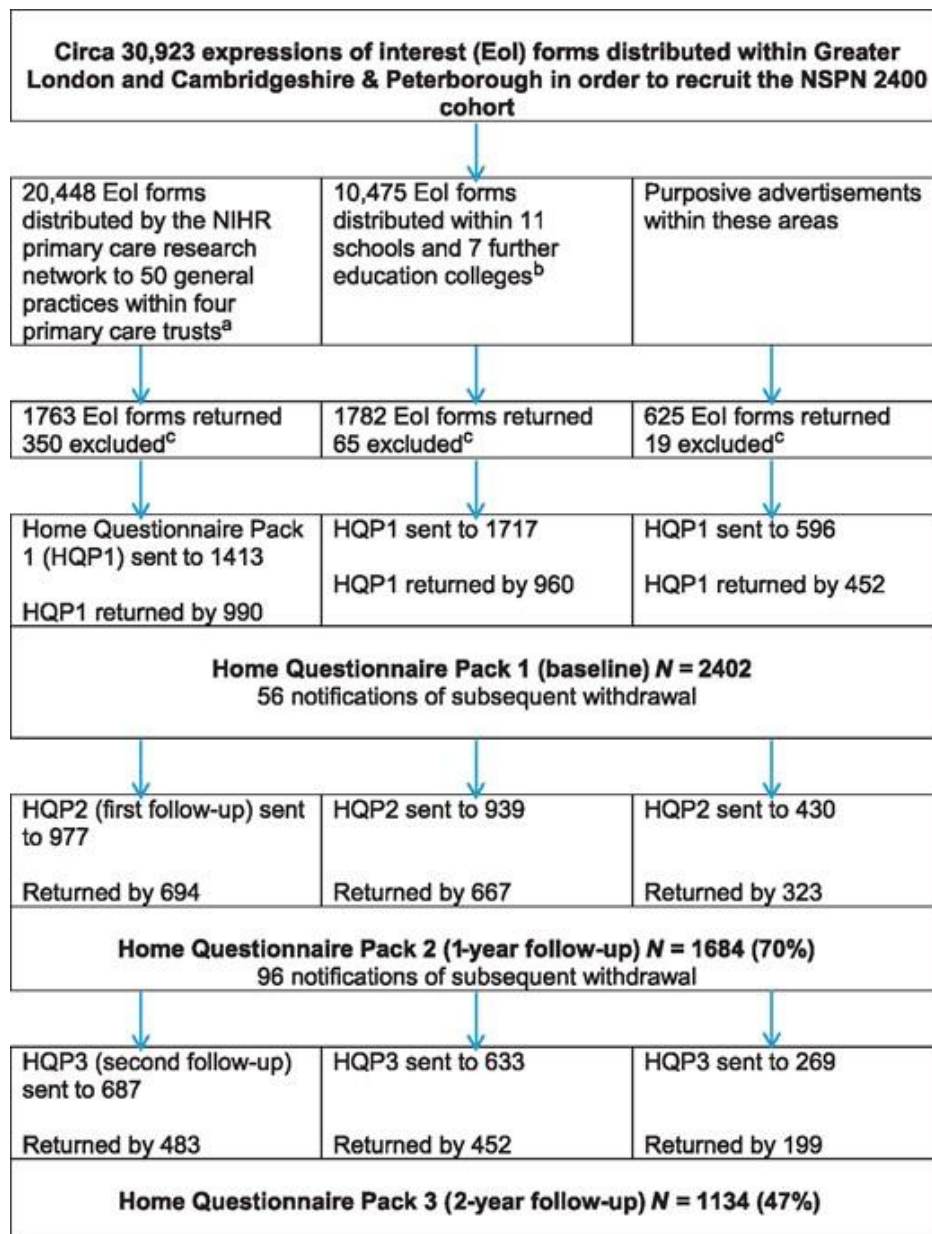 Circa 30,923 expressions of interest (EoI) forms distributed within Greater
London and Cambridgeshire & Peterborough in order to recruit the NSPN 2400
cohort
20,448 EoI forms
distributed by the NIHR
primary care research
network to 50 general
practices within four
primary care trustsa
10,475 EoI forms
distributed within 11
schools and 7 further
education collegesb
Purposive advertisements
within these areas
1763 EoI forms returned
350 excludedc
1782 EoI forms returned
65 excludedc
625 EoI forms returned
19 excludedc
Home Questionnaire Pack
1 (HQP1) sent to 1413
HQP1 returned by 990
HQP1 sent to 1717
HQP1 returned by 960
HQP1 sent to 596
HQP1 returned by 452
Home Questionnaire Pack 1 (baseline) N = 2402
56 notifications of subsequent withdrawal
HQP2 (first follow-up) sent
to 977
Returned by 694
HQP2 sent to 939
Returned by 667
HQP2 sent to 430
Returned by 323
Home Questionnaire Pack 2 (1-year follow-up) N = 1684 (70%)
96 notifications of subsequent withdrawal
HQP3 (second follow-up)
sent to 687
Returned by 483
HQP3 sent to 633
Returned by 452
HQP3 sent to 269
Returned by 199
Home Questionnaire Pack 3 (2-year follow-up) N = 1134 (47%)